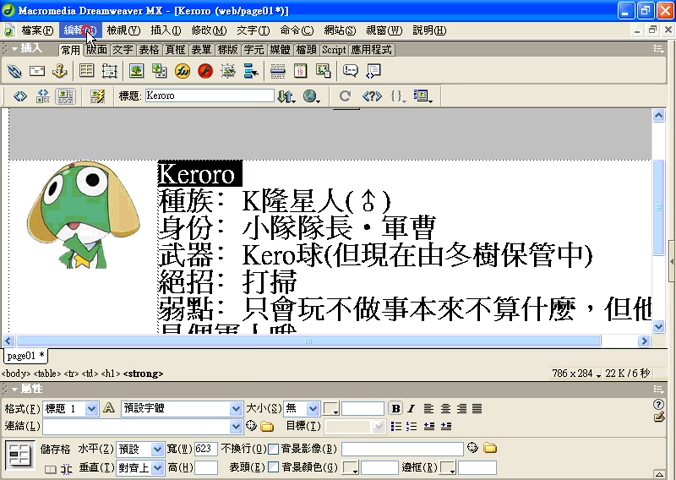 Macromedia Dreamweaver MX - [Keroro (web/page01*)]
檔案(F) 編輯(E) 檢視(V) 插入(I) 修改(M) 文字(T) 命令(C) 網站(S) 視窗(W) 說明(H)
插入 常用 版面 文字 表格 頁框 表單 樣版 字元 媒體 檔頭 Script 應用程式
標題: Keroro
Keroro
種族： K隆星人(♂)
身份： 小隊隊長・軍曹
武器： Kero球(但現在由冬樹保管中)
絕招： 打掃
弱點： 只會玩不做事本來不算什麼，但他
是個軍人哦
page01 *
<body> <table> <tr> <td> <h1> <strong> 786 x 284 22 K / 6 秒
屬性
格式(F) 標題 1 預設字體 大小(S) 無 B I
連結(L) 目標(T)
儲存格 水平(Z) 預設 寬(W) 623 不換行(O) 背景影像(R)
垂直(T) 對齊上 高(H) 表頭(E) 背景顏色(G) 邊框(R)